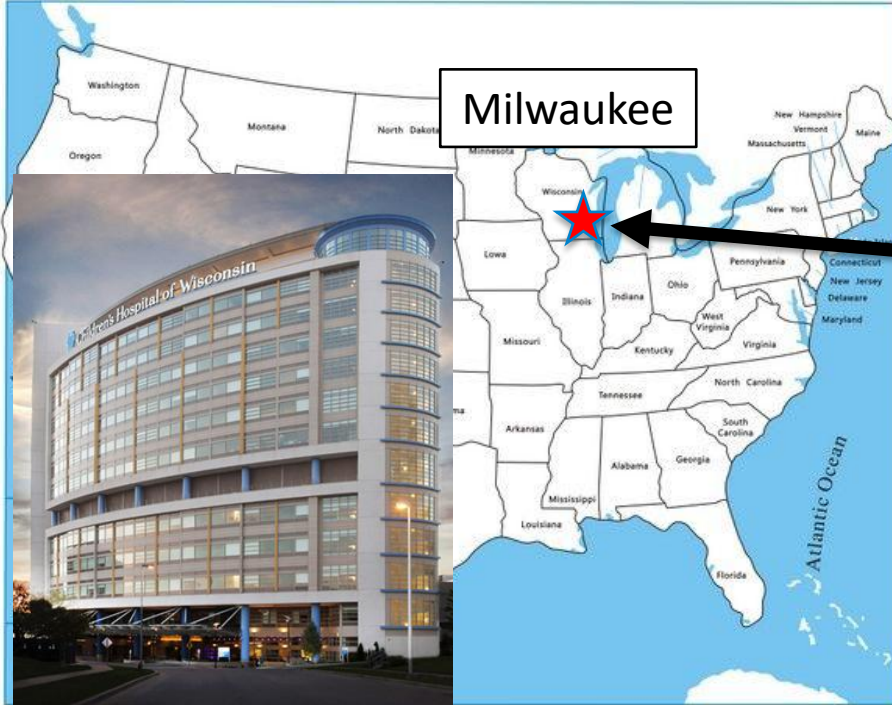 Milwaukee
Washington
Montana
North Dakota
Minnesota
Oregon
New Hampshire
Vermont
Massachusetts
Maine
Wisconsin
New York
Iowa
Pennsylvania
Connecticut
New Jersey
Delaware
Maryland
Illinois
Indiana
Ohio
West
Virginia
Virginia
Missouri
Kentucky
North Carolina
Tennessee
Arkansas
South
Carolina
Alabama
Georgia
Mississippi
Louisiana
Florida
Atlantic Ocean
Children's Hospital of Wisconsin